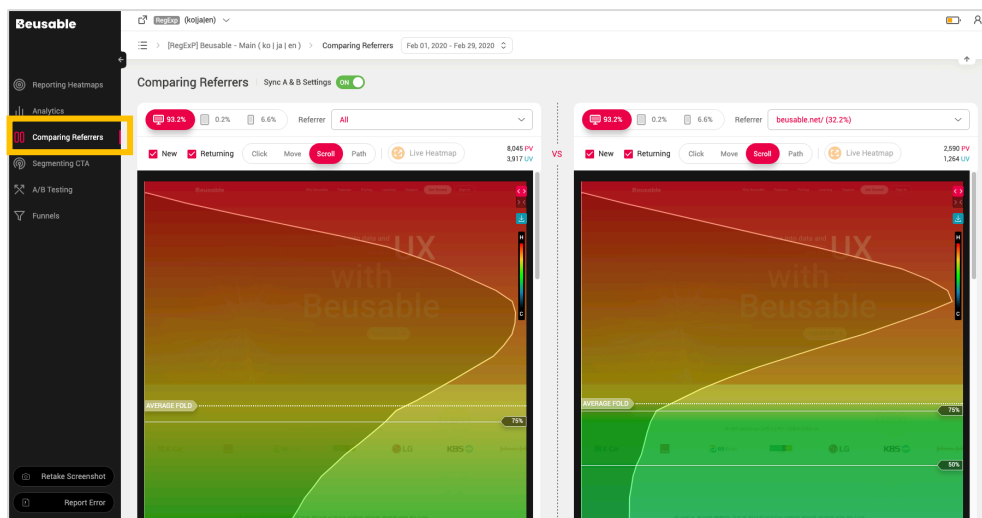 Beusable
RegExp (ko|ja|en)
[RegExP] Beusable - Main ( ko | ja | en ) > Comparing Referrers Feb 01, 2020 - Feb 29, 2020
Reporting Heatmaps
Analytics
Comparing Referrers
Segmenting CTA
A/B Testing
Funnels
Retake Screenshot
Report Error
Comparing Referrers Sync A & B Settings ON
93.2% 0.2% 6.6% Referrer All
New Returning Click Move Scroll Path Live Heatmap 8,045 PV
3,917 UV
Beusable
UX
with
Beusable
H
C
AVERAGE FOLD
75%
LG KBS
VS
93.2% 0.2% 6.6% Referrer beusable.net/ (32.2%)
New Returning Click Move Scroll Path Live Heatmap 2,590 PV
1,264 UV
Beusable
into data and
UX
with
Beusable
H
C
AVERAGE FOLD
75%
LG KBS
50%